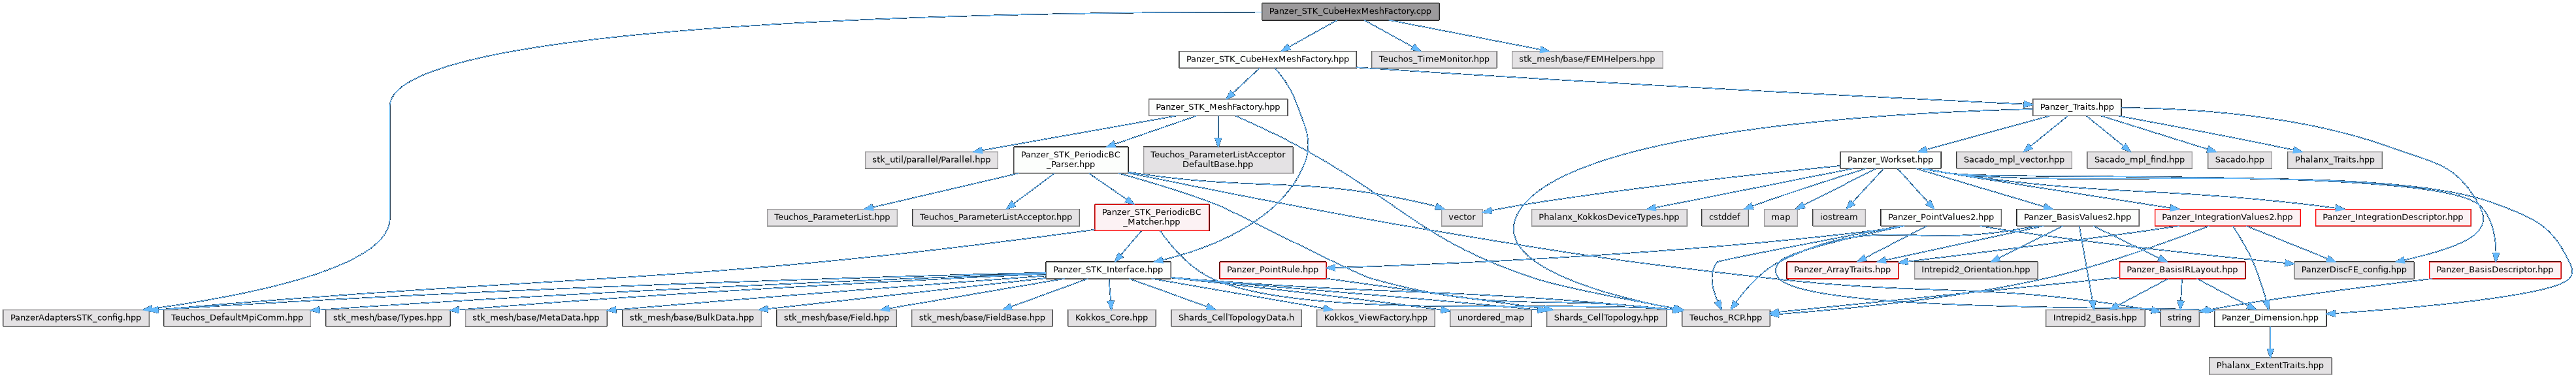 Panzer_STK_CubeHexMeshFactory.cpp
Panzer_STK_CubeHexMeshFactory.hpp
Teuchos_TimeMonitor.hpp
stk_mesh/base/FEMHelpers.hpp
Panzer_STK_MeshFactory.hpp
Panzer_Traits.hpp
stk_util/parallel/Parallel.hpp
Panzer_STK_PeriodicBC
_Parser.hpp
Teuchos_ParameterListAcceptor
DefaultBase.hpp
Panzer_Workset.hpp
Sacado_mpl_vector.hpp
Sacado_mpl_find.hpp
Sacado.hpp
Phalanx_Traits.hpp
Teuchos_ParameterList.hpp
Teuchos_ParameterListAcceptor.hpp
Panzer_STK_PeriodicBC
_Matcher.hpp
vector
Phalanx_KokkosDeviceTypes.hpp
cstddef
map
iostream
Panzer_PointValues2.hpp
Panzer_BasisValues2.hpp
Panzer_IntegrationValues2.hpp
Panzer_IntegrationDescriptor.hpp
Panzer_STK_Interface.hpp
Panzer_PointRule.hpp
Panzer_ArrayTraits.hpp
Intrepid2_Orientation.hpp
Panzer_BasisIRLayout.hpp
PanzerDiscFE_config.hpp
Panzer_BasisDescriptor.hpp
PanzerAdaptersSTK_config.hpp
Teuchos_DefaultMpiComm.hpp
stk_mesh/base/Types.hpp
stk_mesh/base/MetaData.hpp
stk_mesh/base/BulkData.hpp
stk_mesh/base/Field.hpp
stk_mesh/base/FieldBase.hpp
Kokkos_Core.hpp
Shards_CellTopologyData.h
Kokkos_ViewFactory.hpp
unordered_map
Shards_CellTopology.hpp
Teuchos_RCP.hpp
Intrepid2_Basis.hpp
string
Panzer_Dimension.hpp
Phalanx_ExtentTraits.hpp